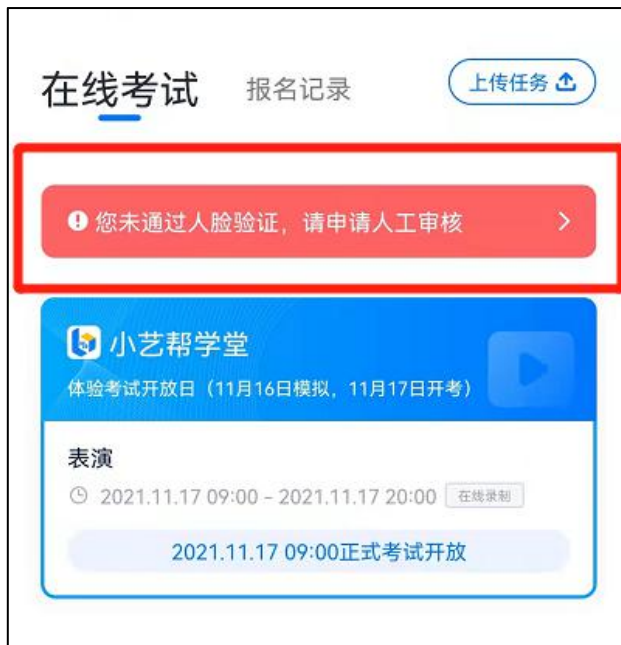 在线考试
报名记录
上传任务
您未通过人脸验证，请申请人工审核
小艺帮学堂
体验考试开放日（11月16日模拟，11月17日开考）
表演
2021.11.17 09:00 - 2021.11.17 20:00 在线录制
2021.11.17 09:00正式考试开放